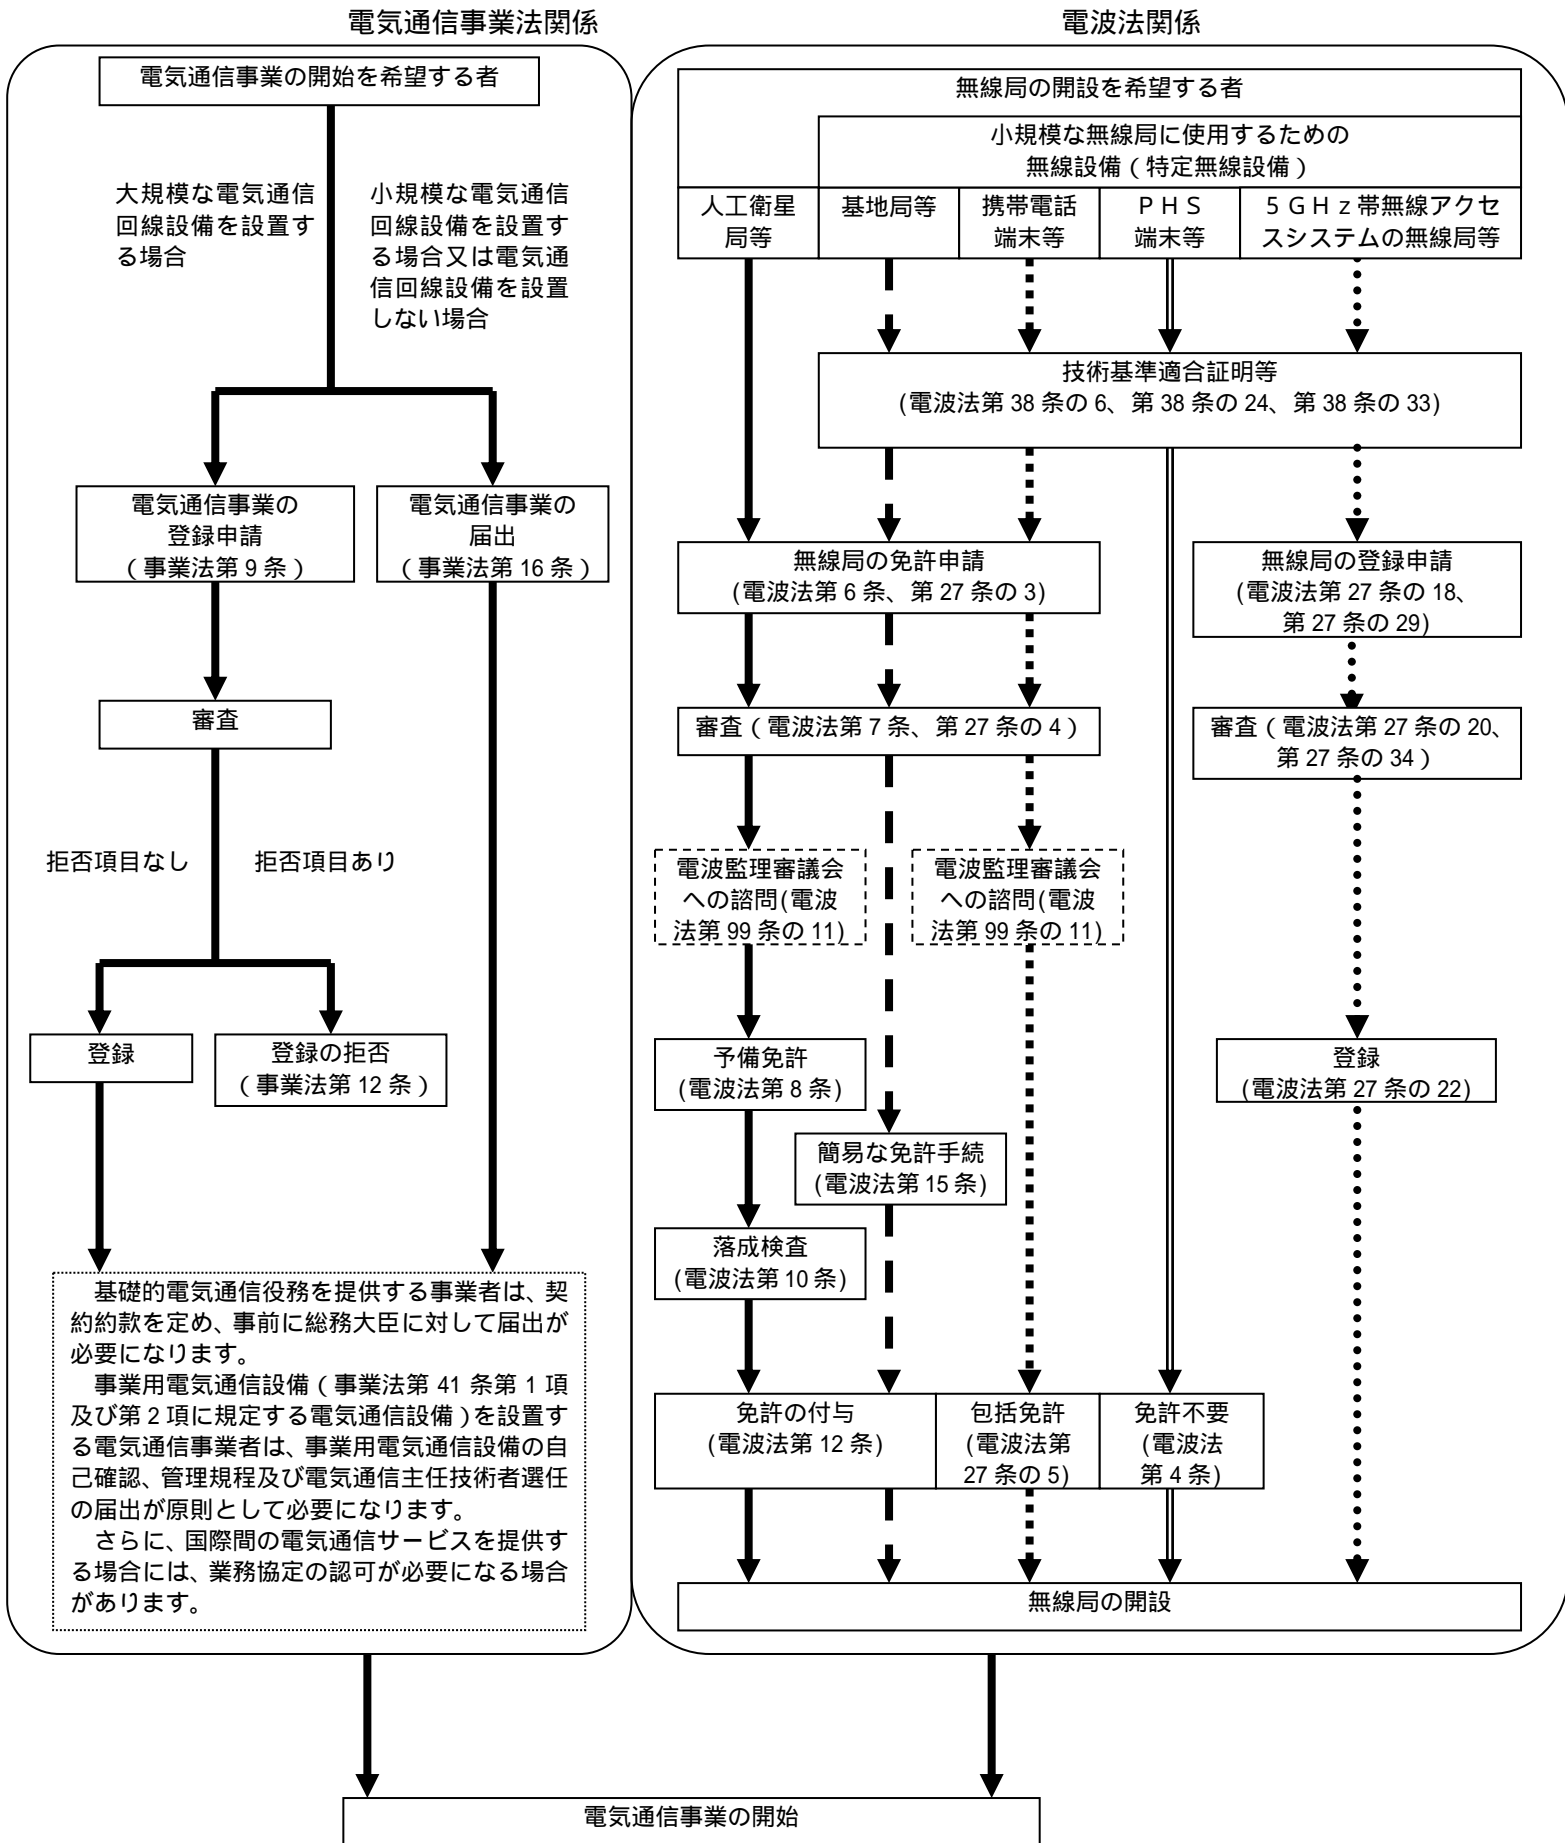 電気通信事業法関係
電気通信事業の開始を希望する者
大規模な電気通信
回線設備を設置す
る場合
小規模な電気通信
回線設備を設置す
る場合又は電気通
信回線設備を設置
しない場合
電気通信事業の
登録申請
（事業法第 9 条）
電気通信事業の
届出
（事業法第 16 条）
審査
拒否項目なし
拒否項目あり
登録
登録の拒否
（事業法第 12 条）
基礎的電気通信役務を提供する事業者は、契
約約款を定め、事前に総務大臣に対して届出が
必要になります。
事業用電気通信設備（事業法第 41 条第 1 項
及び第 2 項に規定する電気通信設備）を設置す
る電気通信事業者は、事業用電気通信設備の自
己確認、管理規程及び電気通信主任技術者選任
の届出が原則として必要になります。
さらに、国際間の電気通信サービスを提供す
る場合には、業務協定の認可が必要になる場合
があります。
電波法関係
無線局の開設を希望する者
小規模な無線局に使用するための
無線設備（特定無線設備）
人工衛星
局等
基地局等
携帯電話
端末等
ＰＨＳ
端末等
５ＧＨｚ帯無線アクセ
スシステムの無線局等
技術基準適合証明等
(電波法第 38 条の 6、第 38 条の 24、第 38 条の 33)
無線局の免許申請
(電波法第 6 条、第 27 条の 3)
無線局の登録申請
(電波法第 27 条の 18、
第 27 条の 29)
審査（電波法第 7 条、第 27 条の 4）
審査（電波法第 27 条の 20、
第 27 条の 34）
電波監理審議会
への諮問(電波
法第 99 条の 11)
電波監理審議会
への諮問(電波
法第 99 条の 11)
予備免許
(電波法第 8 条)
登録
(電波法第 27 条の 22)
簡易な免許手続
(電波法第 15 条)
落成検査
(電波法第 10 条)
免許の付与
(電波法第 12 条)
包括免許
(電波法第
27 条の 5)
免許不要
(電波法
第 4 条)
無線局の開設
電気通信事業の開始